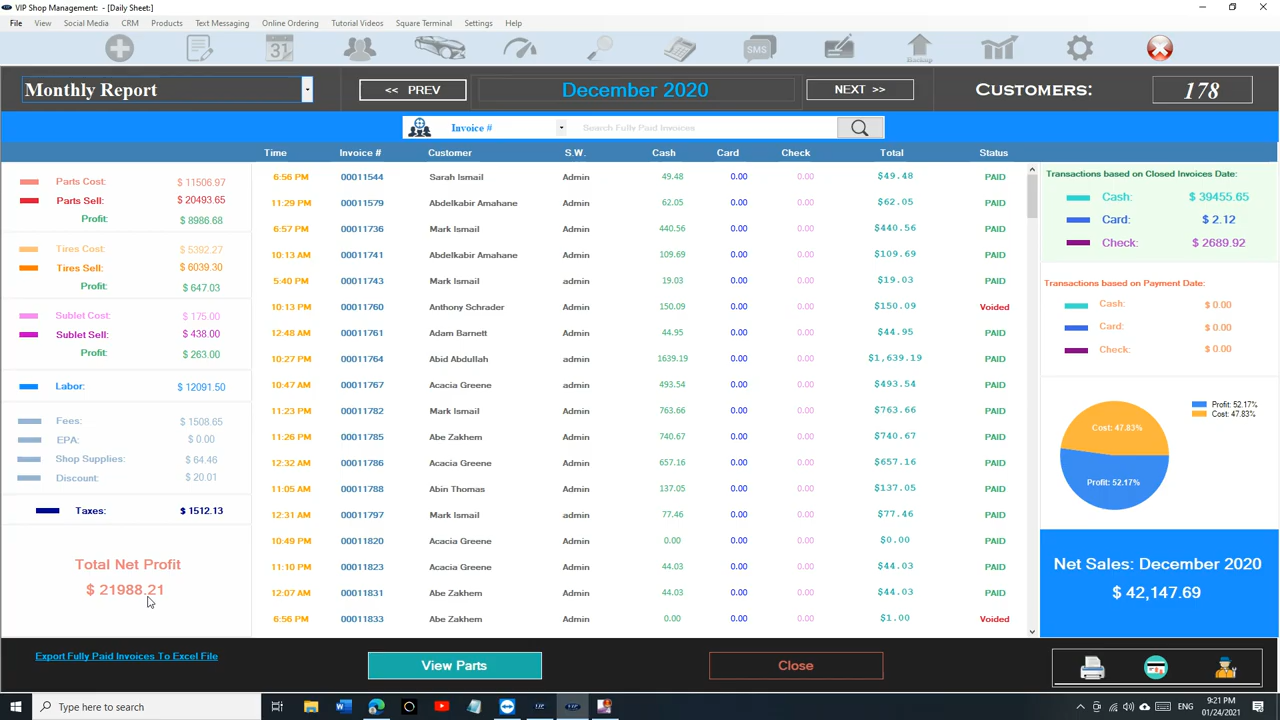 VIP Shop Management: - [Daily Sheet:]
File View Social Media CRM Products Text Messaging Online Ordering Tutorial Videos Square Terminal Settings Help
SMS
Backup
Monthly Report << PREV December 2020 NEXT >> CUSTOMERS: 178
Invoice # Search Fully Paid Invoices
Time Invoice # Customer S.W. Cash Card Check Total Status
Parts Cost: $ 11506.97
Parts Sell: $ 20493.65
Profit: $ 8986.68
Tires Cost: $ 5392.27
Tires Sell: $ 6039.30
Profit: $ 647.03
Sublet Cost: $ 175.00
Sublet Sell: $ 438.00
Profit: $ 263.00
Labor: $ 12091.50
Fees: $ 1508.65
EPA: $ 0.00
Shop Supplies: $ 64.46
Discount: $ 20.01
Taxes: $ 1512.13
Total Net Profit
$ 21988.21
6:56 PM 00011544 Sarah Ismail Admin 49.48 0.00 0.00 $49.48 PAID
11:29 PM 00011579 Abdelkabir Amahane Admin 62.05 0.00 0.00 $62.05 PAID
6:57 PM 00011736 Mark Ismail Admin 440.56 0.00 0.00 $440.56 PAID
10:13 AM 00011741 Abdelkabir Amahane Admin 109.69 0.00 0.00 $109.69 PAID
5:40 PM 00011743 Mark Ismail admin 19.03 0.00 0.00 $19.03 PAID
10:13 PM 00011760 Anthony Schrader Admin 150.09 0.00 0.00 $150.09 Voided
12:48 AM 00011761 Adam Barnett Admin 44.95 0.00 0.00 $44.95 PAID
10:27 PM 00011764 Abid Abdullah admin 1639.19 0.00 0.00 $1,639.19 PAID
10:47 AM 00011767 Acacia Greene admin 493.54 0.00 0.00 $493.54 PAID
11:23 PM 00011782 Mark Ismail Admin 763.66 0.00 0.00 $763.66 PAID
11:26 PM 00011785 Abe Zakhem Admin 740.67 0.00 0.00 $740.67 PAID
12:32 AM 00011786 Acacia Greene Admin 657.16 0.00 0.00 $657.16 PAID
11:05 AM 00011788 Abin Thomas Admin 137.05 0.00 0.00 $137.05 PAID
12:31 AM 00011797 Mark Ismail admin 77.46 0.00 0.00 $77.46 PAID
10:49 PM 00011820 Acacia Greene Admin 0.00 0.00 0.00 $0.00 PAID
11:10 PM 00011823 Acacia Greene Admin 44.03 0.00 0.00 $44.03 PAID
12:07 AM 00011831 Abe Zakhem Admin 44.03 0.00 0.00 $44.03 PAID
6:56 PM 00011833 Abe Zakhem Admin 0.00 0.00 0.00 $1.00 Voided
Transactions based on Closed Invoices Date:
Cash: $ 39455.65
Card: $ 2.12
Check: $ 2689.92
Transactions based on Payment Date:
Cash: $ 0.00
Card: $ 0.00
Check: $ 0.00
Profit: 52.17%
Cost: 47.83%
Cost: 47.83%
Profit: 52.17%
Net Sales: December 2020
$ 42,147.69
Export Fully Paid Invoices To Excel File View Parts Close
Type here to search
ENG
9:21 PM
01/24/2021